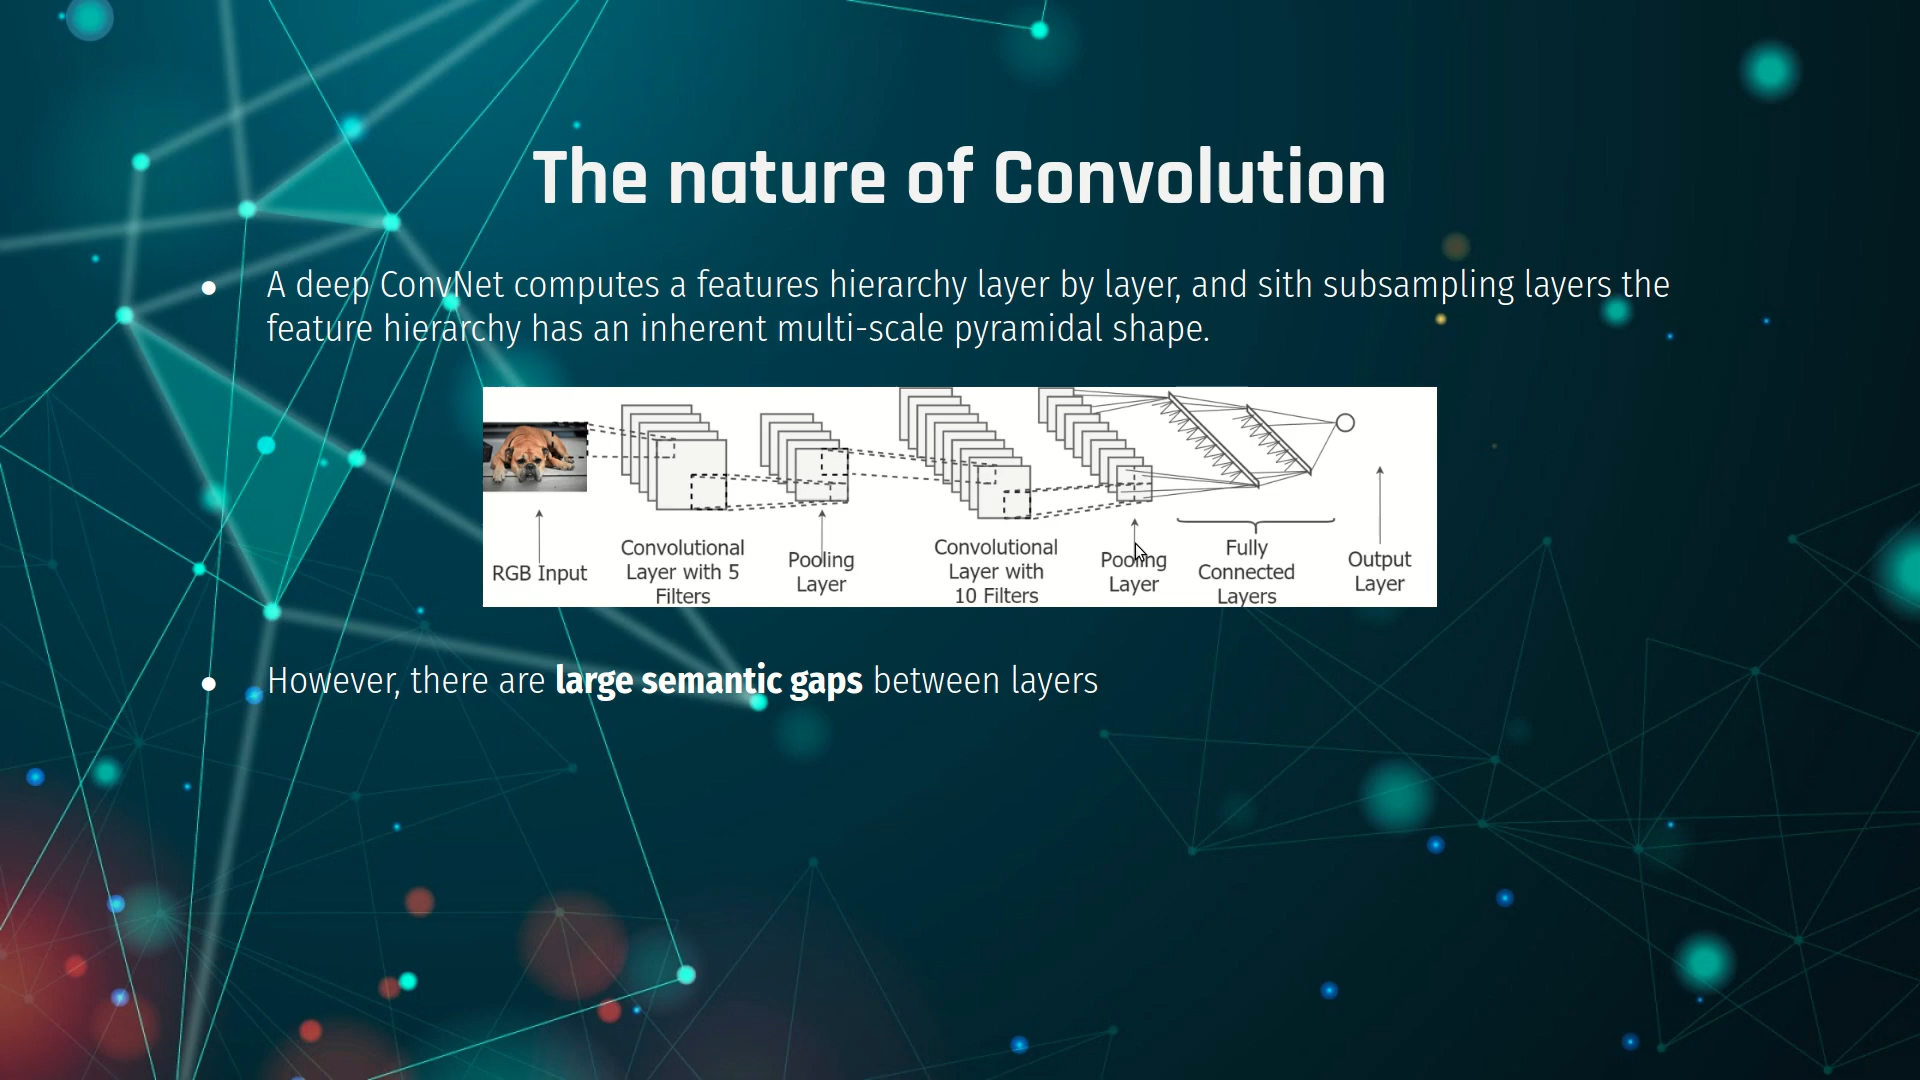 The nature of Convolution
● A deep ConvNet computes a features hierarchy layer by layer, and sith subsampling layers the
feature hierarchy has an inherent multi-scale pyramidal shape.
RGB Input
Convolutional
Layer with 5
Filters
Pooling
Layer
Convolutional
Layer with
10 Filters
Pooling
Layer
Fully
Connected
Layers
Output
Layer
● However, there are large semantic gaps between layers